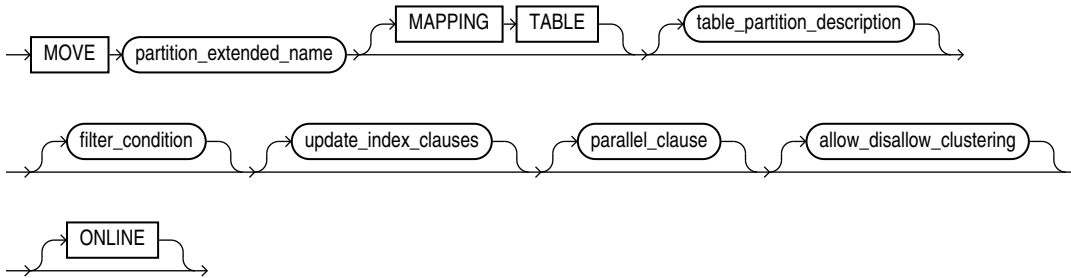 MOVE partition_extended_name MAPPING TABLE table_partition_description
filter_condition update_index_clauses parallel_clause allow_disallow_clustering
ONLINE